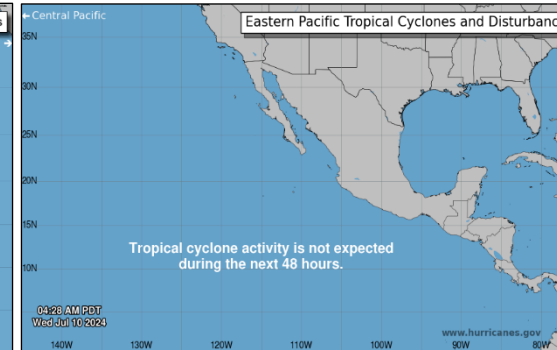 s
← Central Pacific
Eastern Pacific Tropical Cyclones and Disturbanc
→
35N
30N
25N
20N
15N
10N
Tropical cyclone activity is not expected
during the next 48 hours.
04:28 AM PDT
Wed Jul 10 2024
www.hurricanes.gov
140W 130W 120W 110W 100W 90W 80W